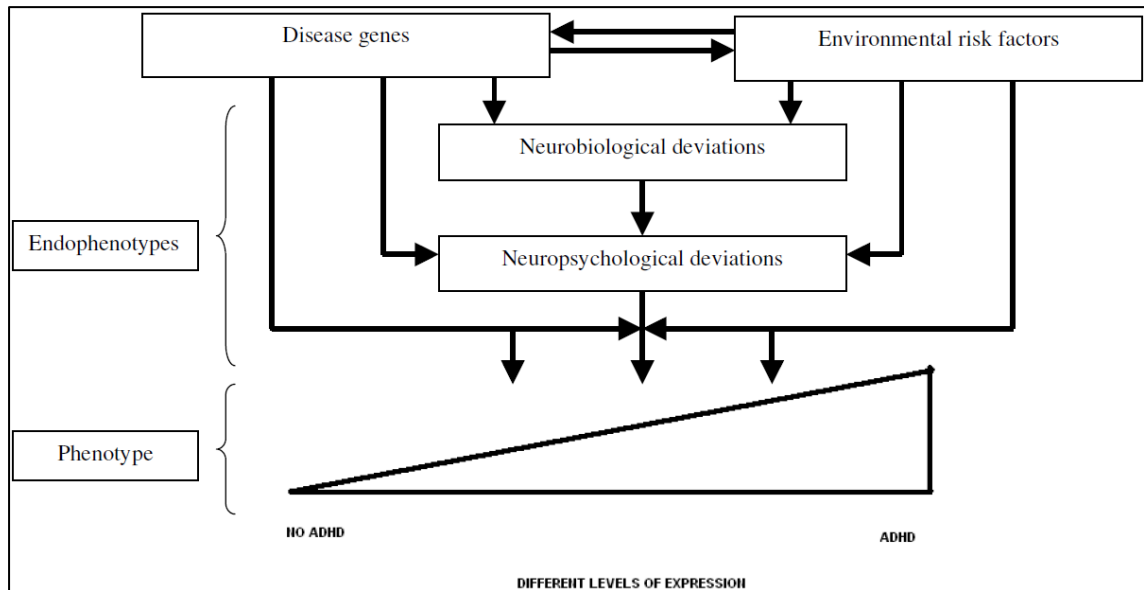 Disease genes
Environmental risk factors
Neurobiological deviations
Endophenotypes
Neuropsychological deviations
Phenotype
NO ADHD
ADHD
DIFFERENT LEVELS OF EXPRESSION